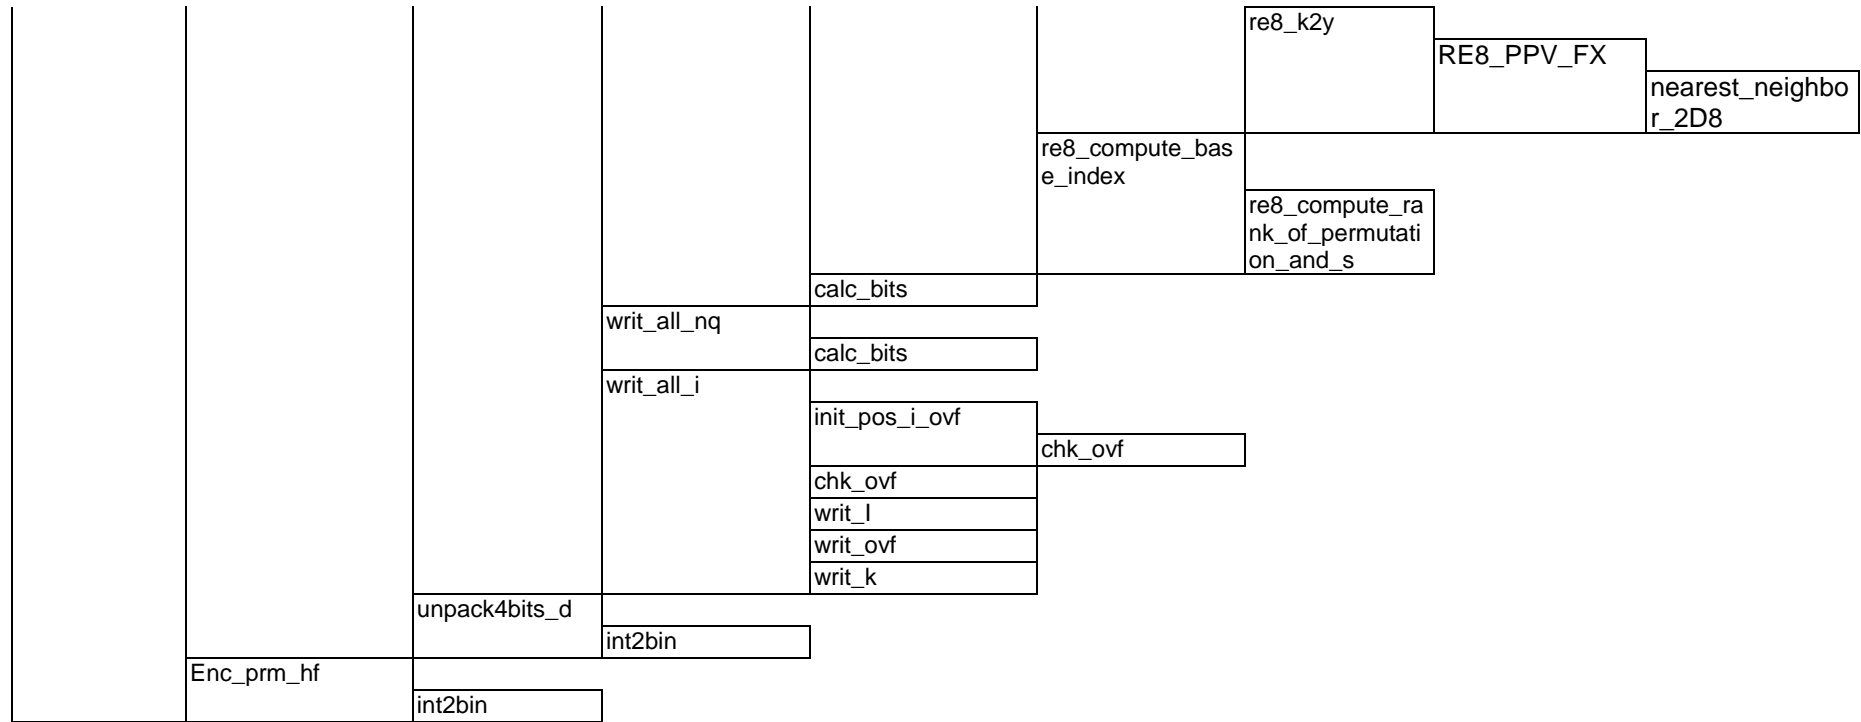 re8_k2y
RE8_PPV_FX
nearest_neighbo
r_2D8
re8_compute_bas
e_index
re8_compute_ra
nk_of_permutati
on_and_s
calc_bits
writ_all_nq
calc_bits
writ_all_i
init_pos_i_ovf
chk_ovf
chk_ovf
writ_I
writ_ovf
writ_k
unpack4bits_d
int2bin
Enc_prm_hf
int2bin